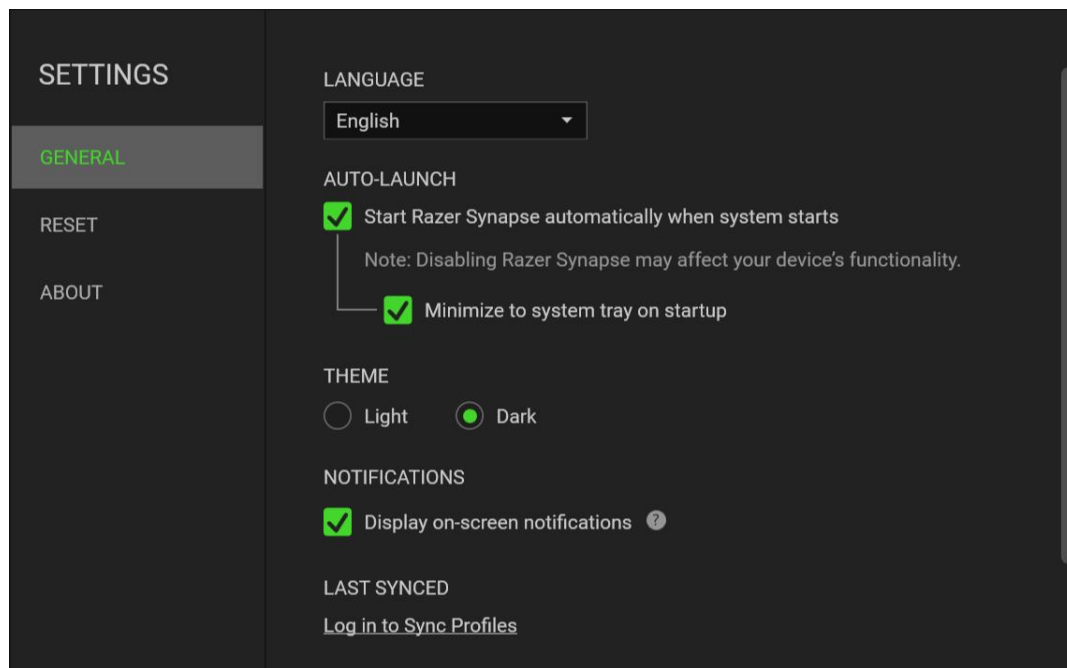 SETTINGS
GENERAL
RESET
ABOUT
LANGUAGE
English
AUTO-LAUNCH
Start Razer Synapse automatically when system starts
Note: Disabling Razer Synapse may affect your device’s functionality.
Minimize to system tray on startup
THEME
Light Dark
NOTIFICATIONS
Display on-screen notifications ?
LAST SYNCED
Log in to Sync Profiles